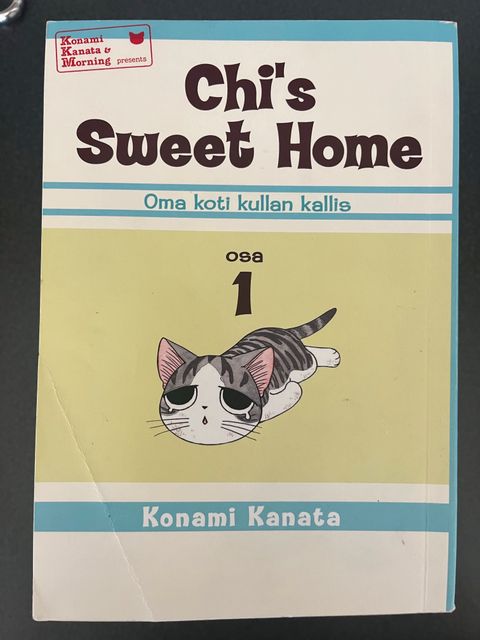 Konami
Kanata &
Morning presents
Chi's
Sweet Home
Oma koti kullan kallis
osa
1
Konami Kanata